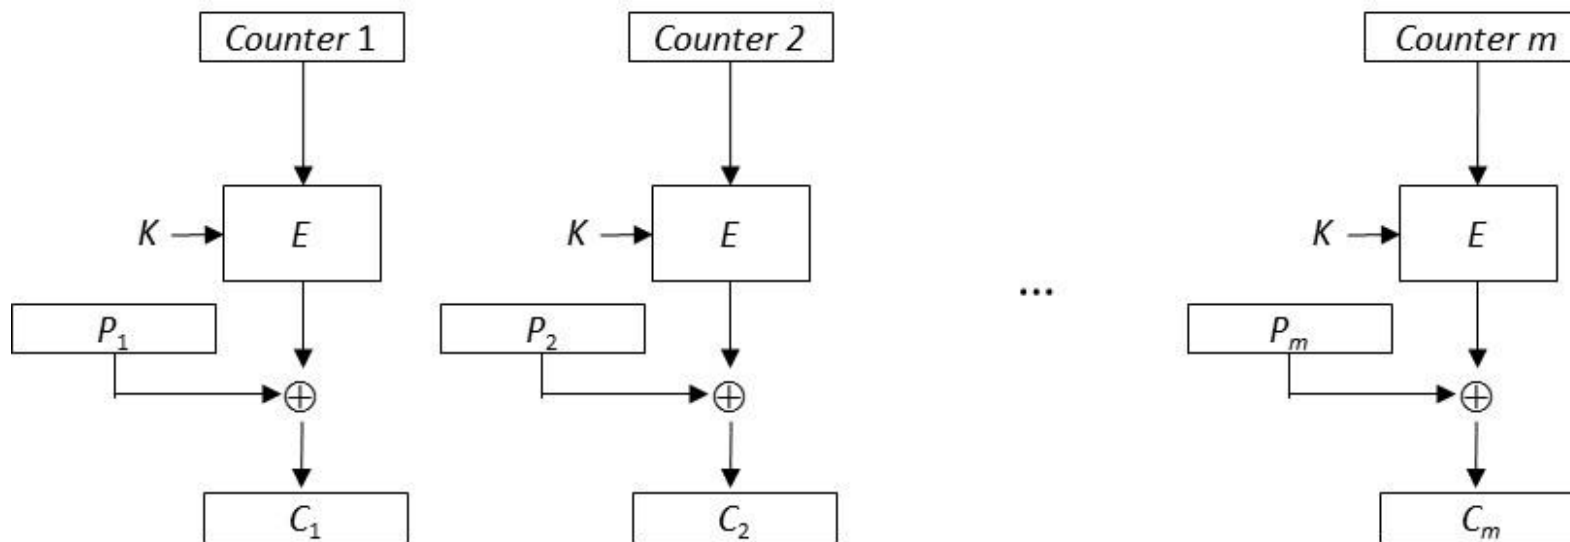 Counter 1 Counter 2 Counter m
K E K E K E
...
P₁ P₂ Pₘ
C₁ C₂ Cₘ